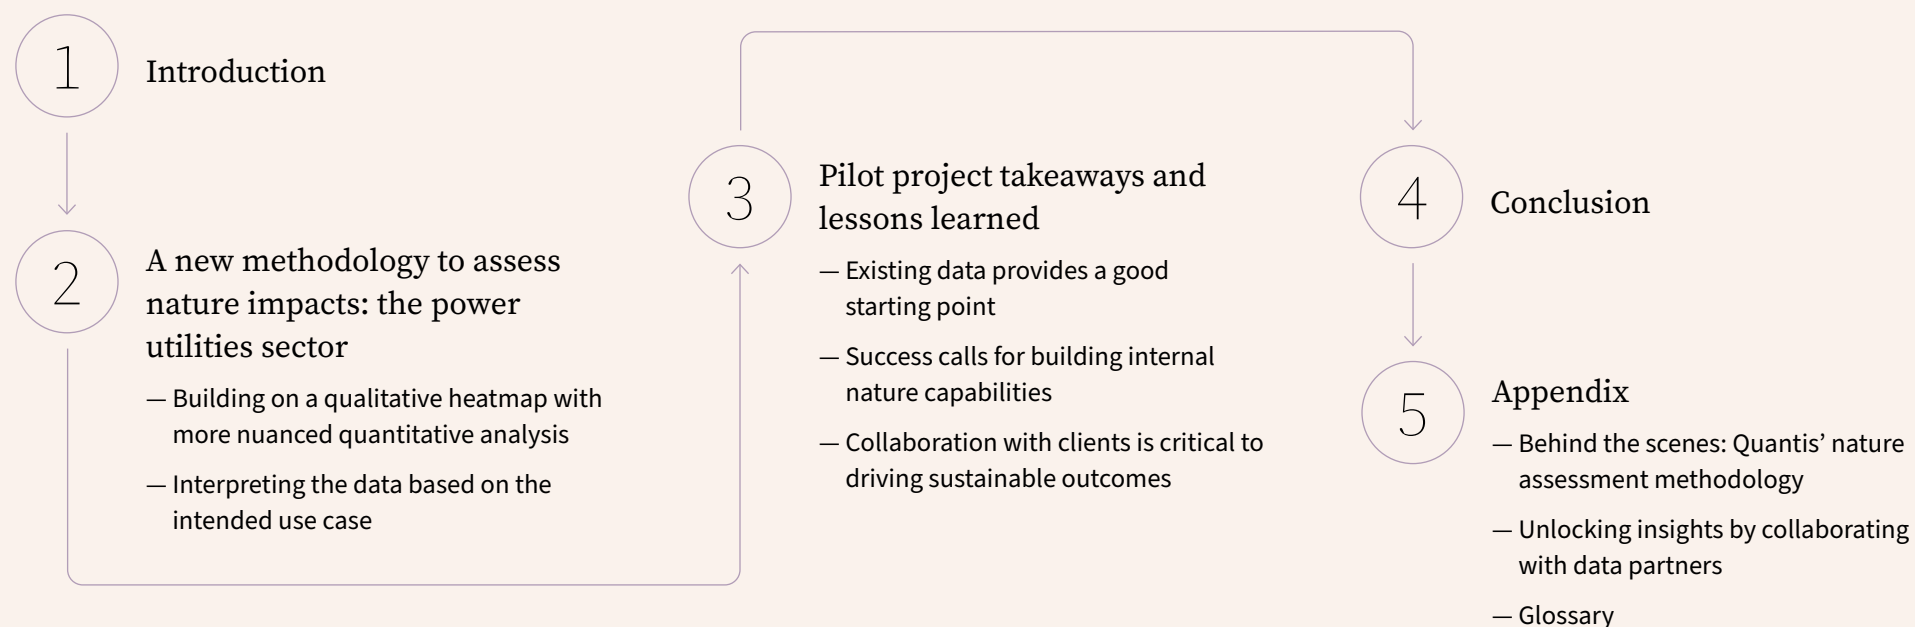 1
Introduction
2
A new methodology to assess
nature impacts: the power
utilities sector
— Building on a qualitative heatmap with
more nuanced quantitative analysis
— Interpreting the data based on the
intended use case
3
Pilot project takeaways and
lessons learned
— Existing data provides a good
starting point
— Success calls for building internal
nature capabilities
— Collaboration with clients is critical to
driving sustainable outcomes
4
Conclusion
5
Appendix
— Behind the scenes: Quantis’ nature
assessment methodology
— Unlocking insights by collaborating
with data partners
— Glossary